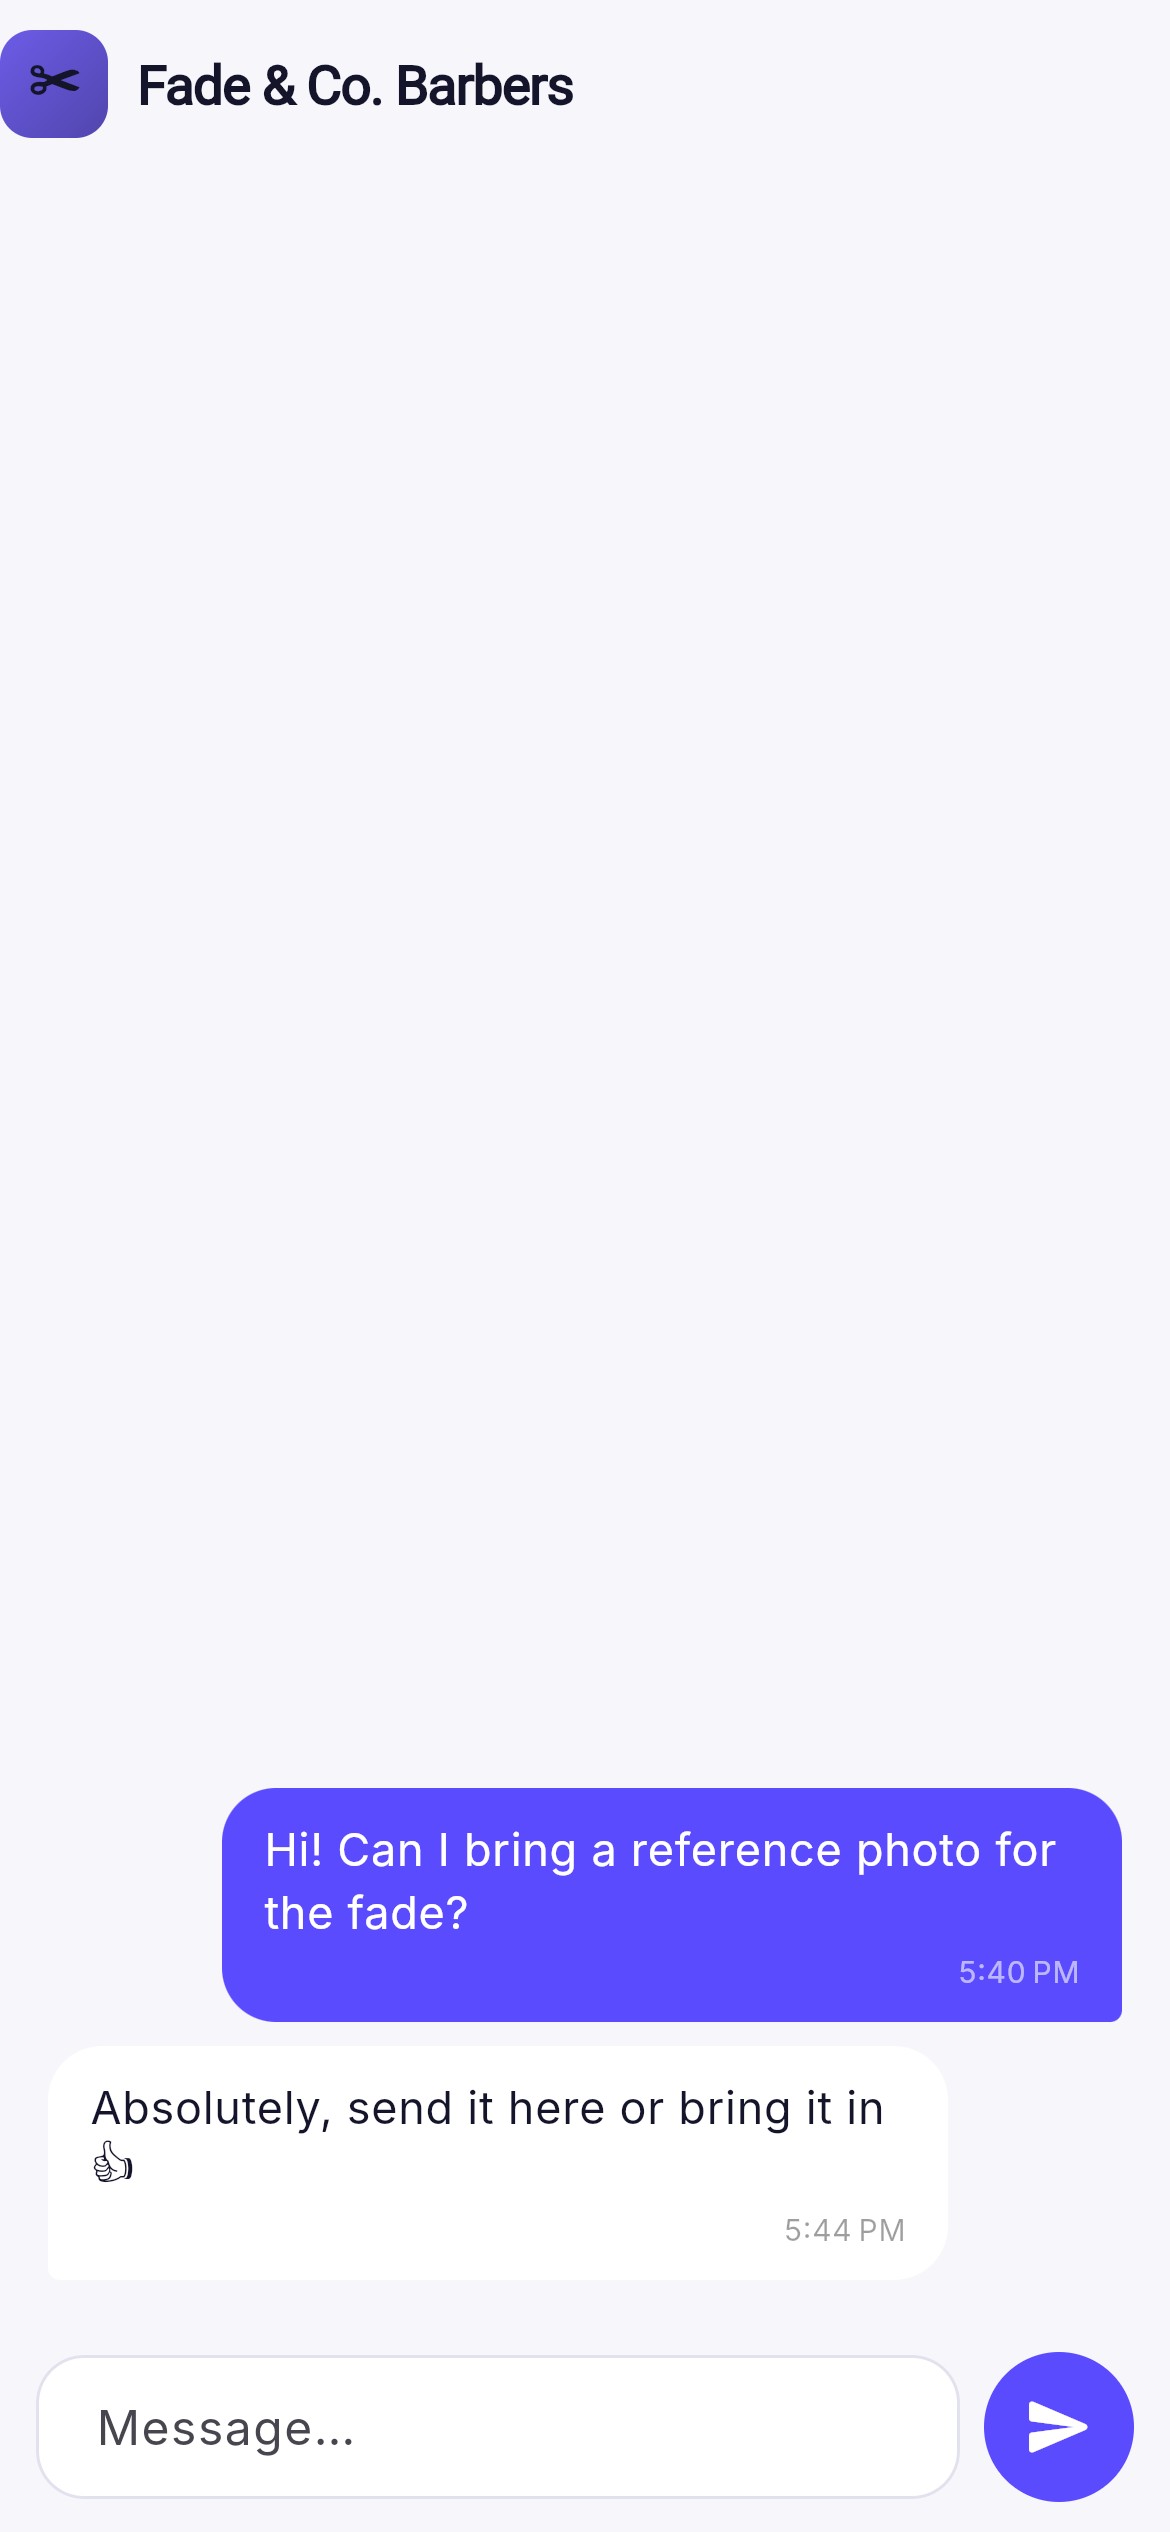 Fade & Co. Barbers
Hi! Can I bring a reference photo for
the fade?
5:40 PM
Absolutely, send it here or bring it in
👍
5:44 PM
Message...